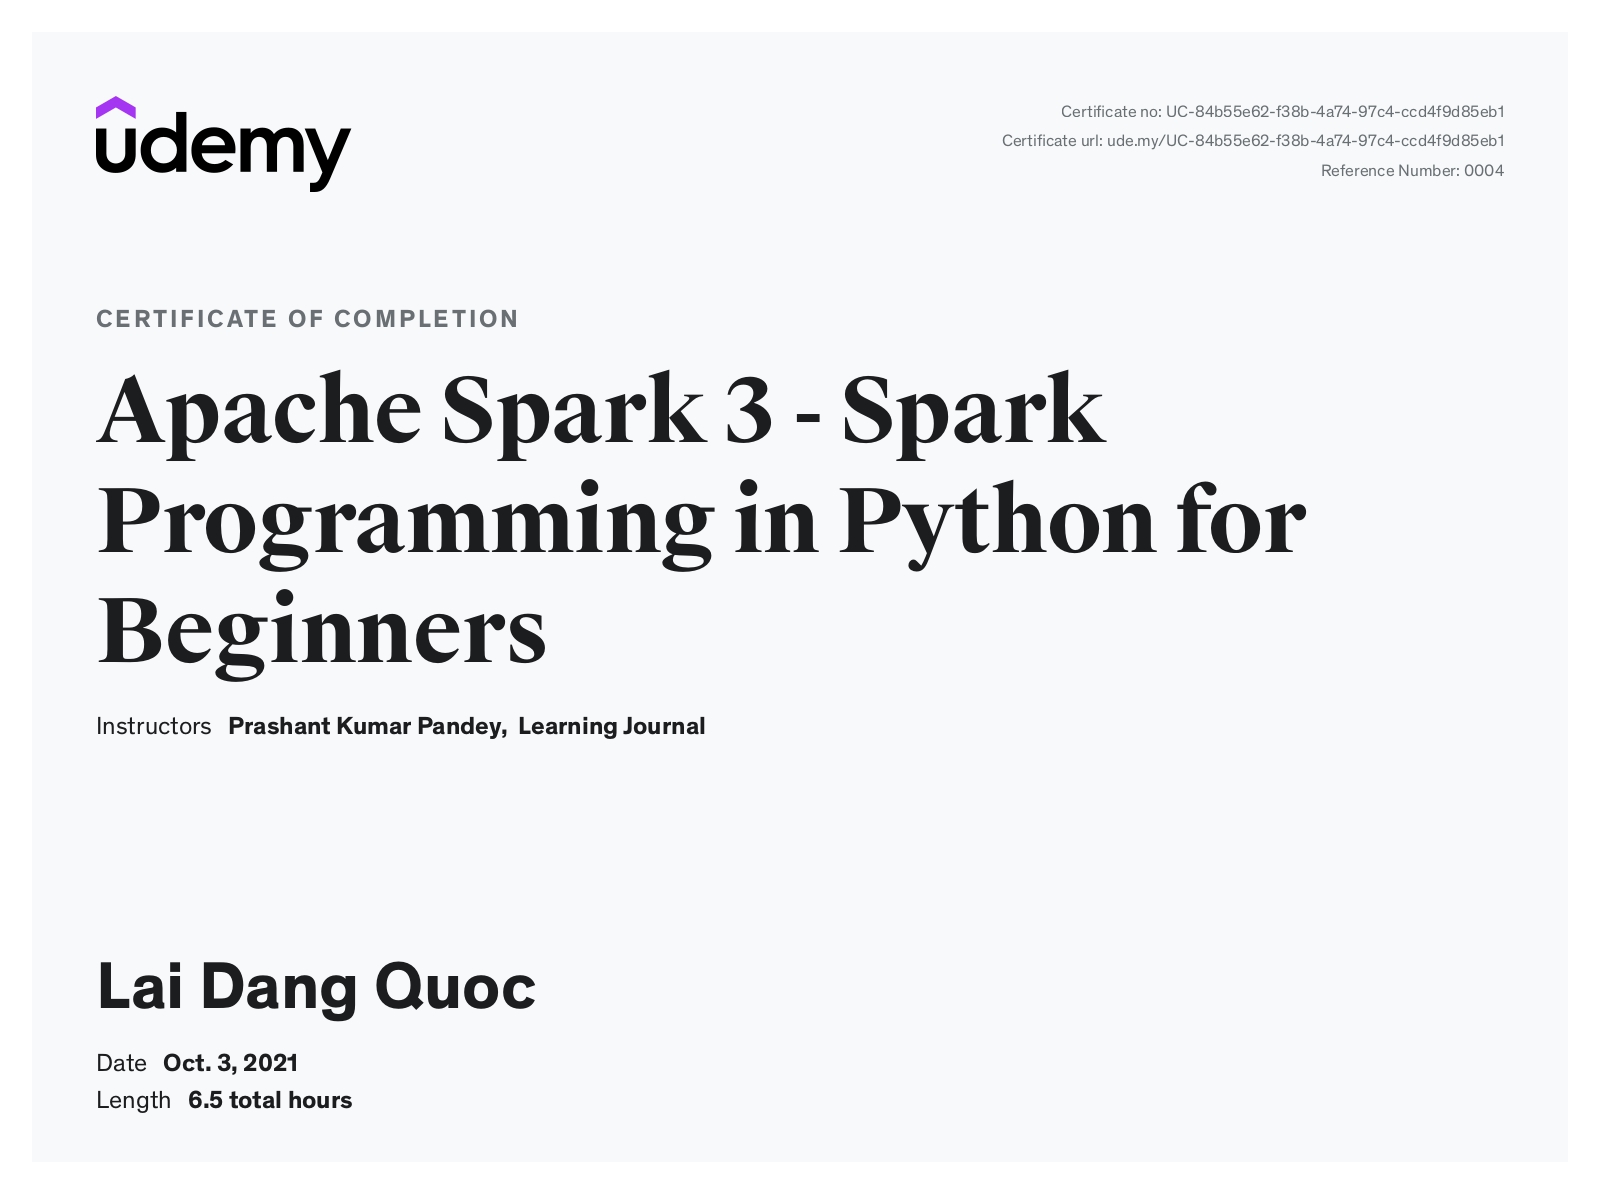 udemy
Certificate no: UC-84b55e62-f38b-4a74-97c4-ccd4f9d85eb1
Certificate url: ude.my/UC-84b55e62-f38b-4a74-97c4-ccd4f9d85eb1
Reference Number: 0004
CERTIFICATE OF COMPLETION
Apache Spark 3 - Spark
Programming in Python for
Beginners
Instructors Prashant Kumar Pandey, Learning Journal
Lai Dang Quoc
Date Oct. 3, 2021
Length 6.5 total hours